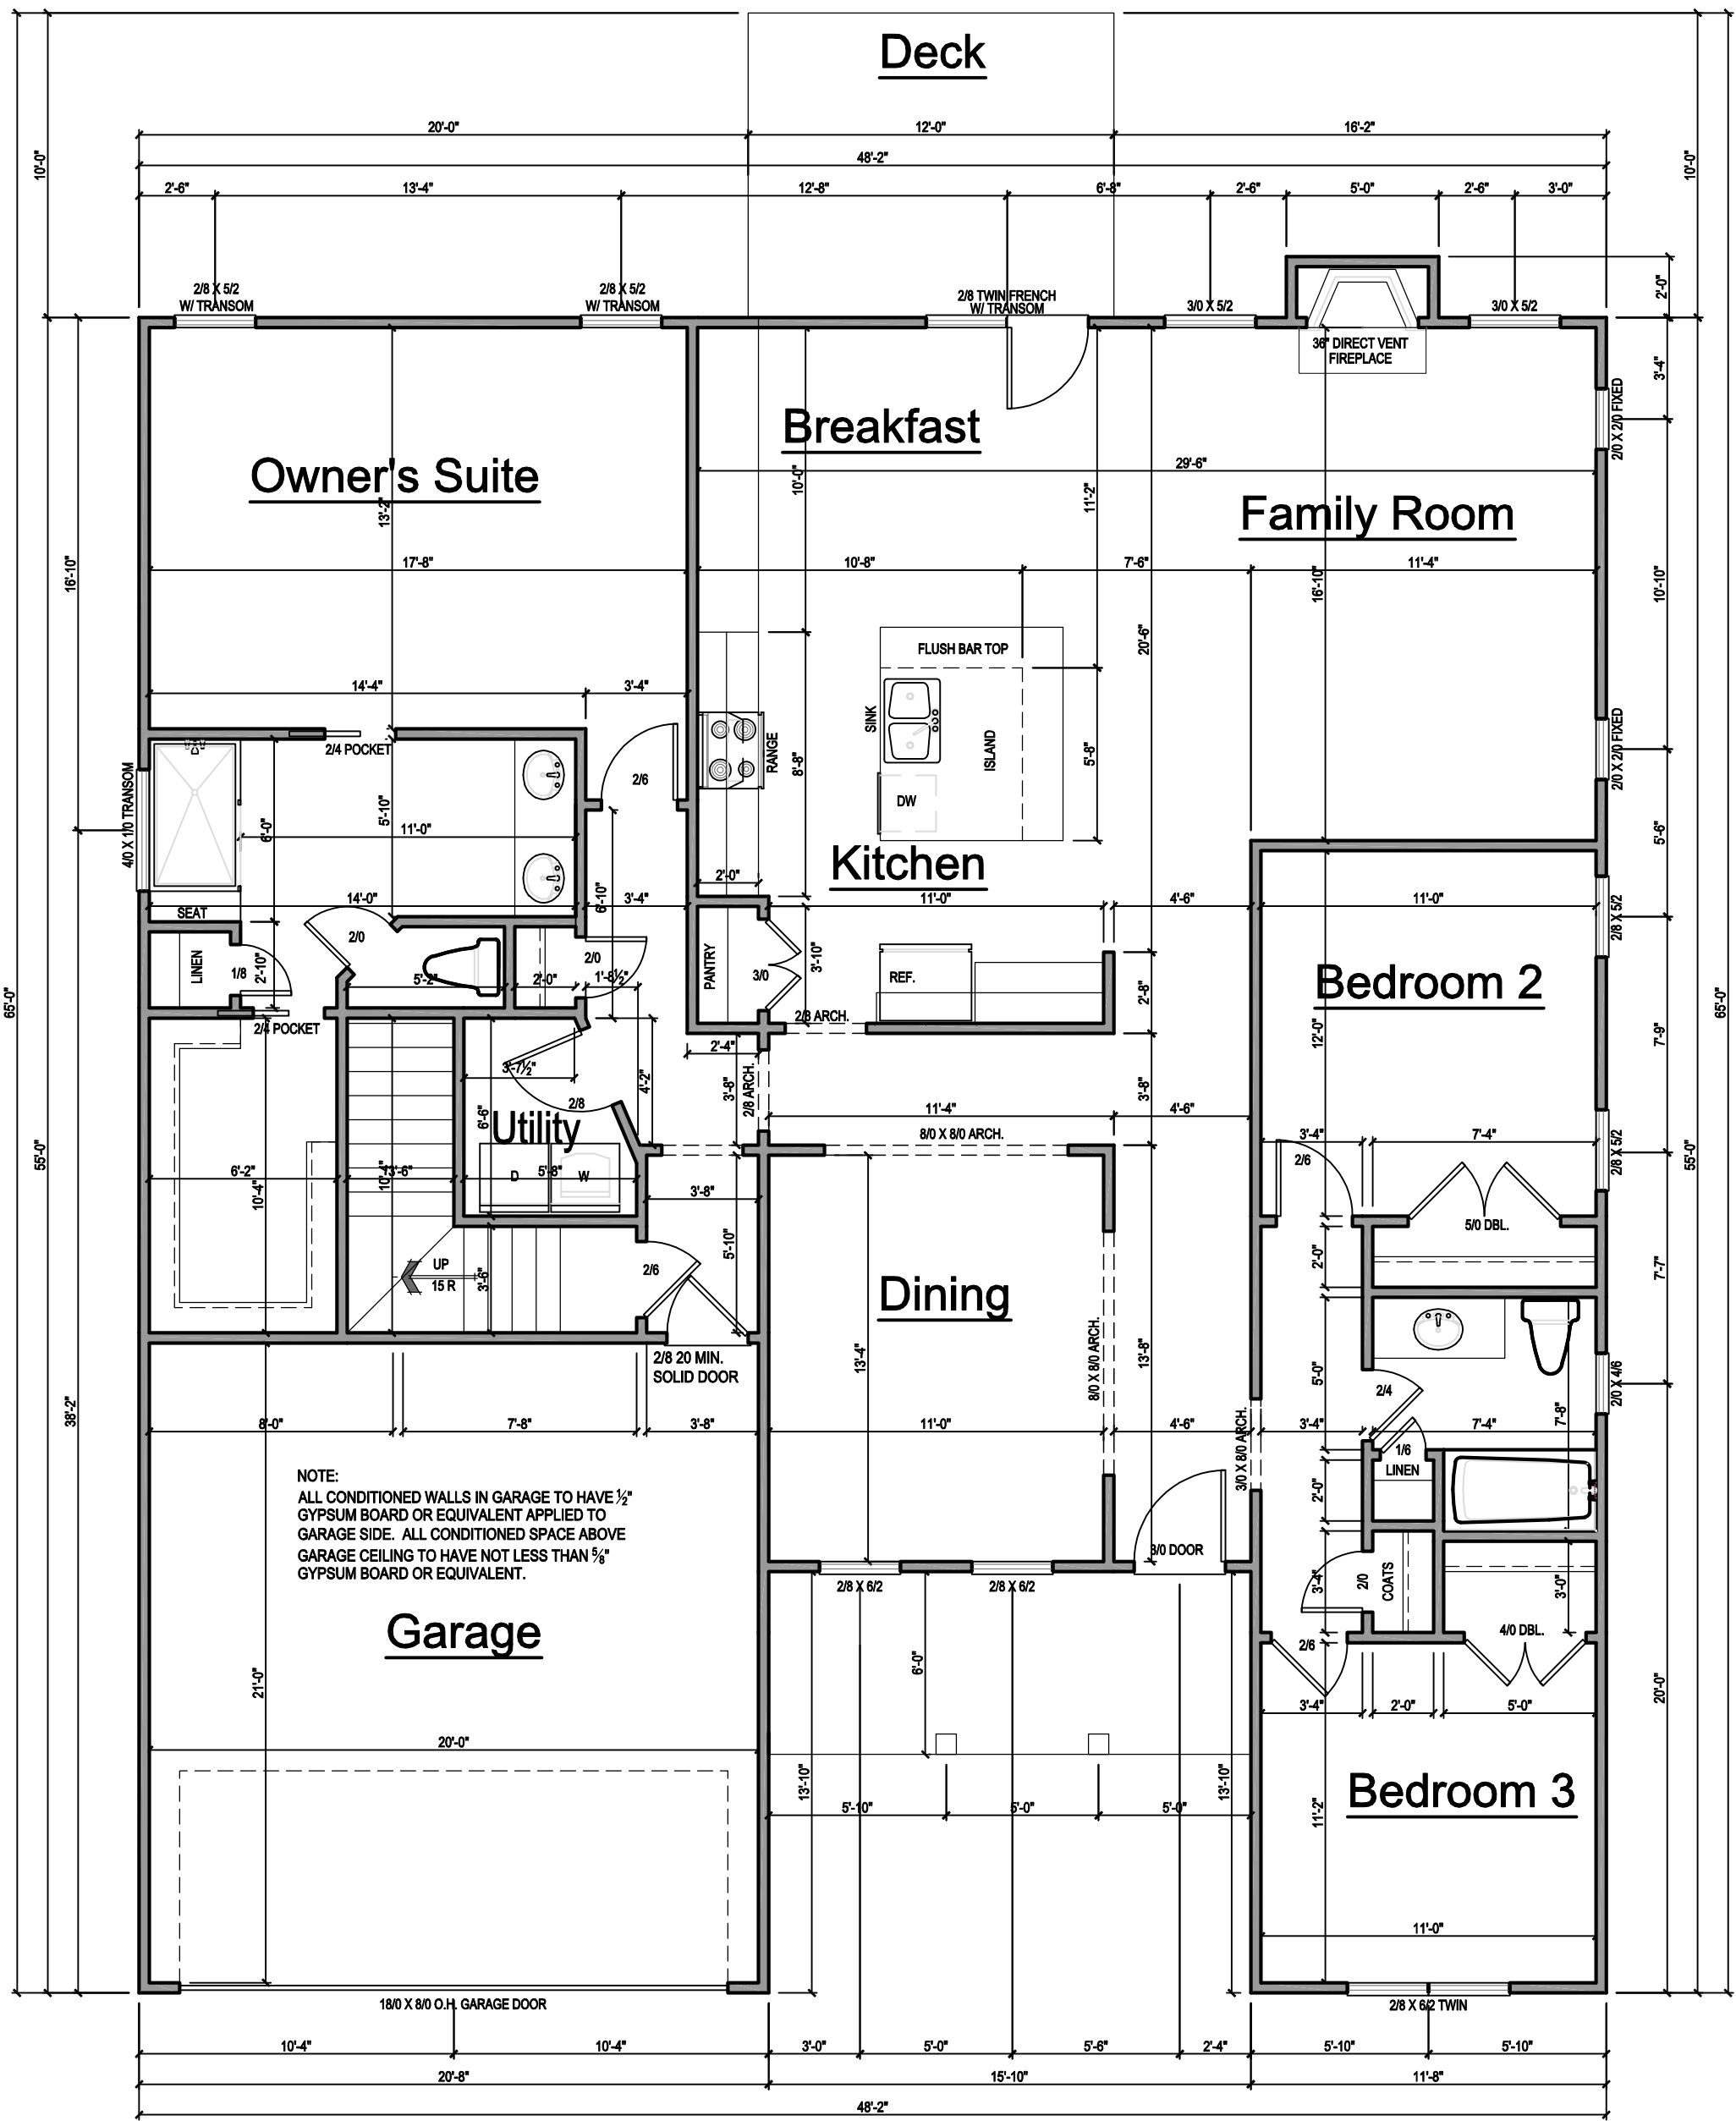 Deck
20'-0"
12'-0"
16'-2"
48'-2"
10'-0"
10'-0"
2'-6"
13'-4"
12'-8"
6'-8"
2'-6"
5'-0"
2'-6"
3'-0"
2'-0"
2/8 X 5/2
W/ TRANSOM
2/8 X 5/2
W/ TRANSOM
2/8 TWIN FRENCH
W/ TRANSOM
3/0 X 5/2
3/0 X 5/2
36" DIRECT VENT
FIREPLACE
3'-4"
2/0 X 2/0 FIXED
Breakfast
29'-6"
Owner's Suite
13'-2"
10'-0"
11'-2"
Family Room
17'-8"
10'-8"
7'-6"
11'-4"
16'-10"
16'-10"
10'-10"
20'-6"
FLUSH BAR TOP
14'-4"
3'-4"
2/4 POCKET
2/6
RANGE
8'-8"
SINK
ISLAND
5'-8"
DW
2/0 X 2/0 FIXED
4/0 X 1/0 TRANSOM
5'-10"
6'-0"
11'-0"
5'-6"
Kitchen
2'-0"
14'-0"
6'-10"
3'-4"
11'-0"
4'-6"
11'-0"
SEAT
2/0
2/8 X 5/2
LINEN
1/8
2'-10"
5'-2"
2'-0"
2/0
1'-8½"
PANTRY
3/0
3'-10"
REF.
2'-8"
Bedroom 2
65'-0"
65'-0"
2/4 POCKET
2/8 ARCH.
12'-0"
7'-9"
3'-7½"
4'-2"
2'-4"
3'-8"
2/8 ARCH.
3'-8"
2/8
6'-6"
Utility
11'-4"
4'-6"
8/0 X 8/0 ARCH.
3'-4"
7'-4"
2/6
2/8 X 5/2
55'-0"
55'-0"
6'-2"
10'-4"
10'-4"
3'-6"
5'-8"
D
W
3'-8"
5'-10"
5/0 DBL.
2'-0"
UP
15 R
3'-6"
2/6
Dining
7'-7"
2/8 20 MIN.
SOLID DOOR
13'-4"
8/0 X 8/0 ARCH.
13'-8"
5'-0"
2/4
2/0 X 4/6
38'-2"
8'-0"
7'-8"
3'-8"
11'-0"
4'-6"
3/0 X 8/0 ARCH.
3'-4"
7'-4"
7'-8"
1/6
LINEN
2'-0"
NOTE:
ALL CONDITIONED WALLS IN GARAGE TO HAVE ½"
GYPSUM BOARD OR EQUIVALENT APPLIED TO
GARAGE SIDE. ALL CONDITIONED SPACE ABOVE
GARAGE CEILING TO HAVE NOT LESS THAN ⅝"
GYPSUM BOARD OR EQUIVALENT.
3/0 DOOR
2/8 X 6/2
2/8 X 6/2
3'-4"
2/0
COATS
3'-0"
Garage
4/0 DBL.
2/6
6'-0"
21'-0"
20'-0"
3'-4"
2'-0"
5'-0"
20'-0"
13'-10"
13'-10"
5'-10"
5'-0"
5'-0"
Bedroom 3
11'-2"
11'-0"
18/0 X 8/0 O.H. GARAGE DOOR
2/8 X 6/2 TWIN
10'-4"
10'-4"
3'-0"
5'-0"
5'-6"
2'-4"
5'-10"
5'-10"
20'-8"
15'-10"
11'-8"
48'-2"